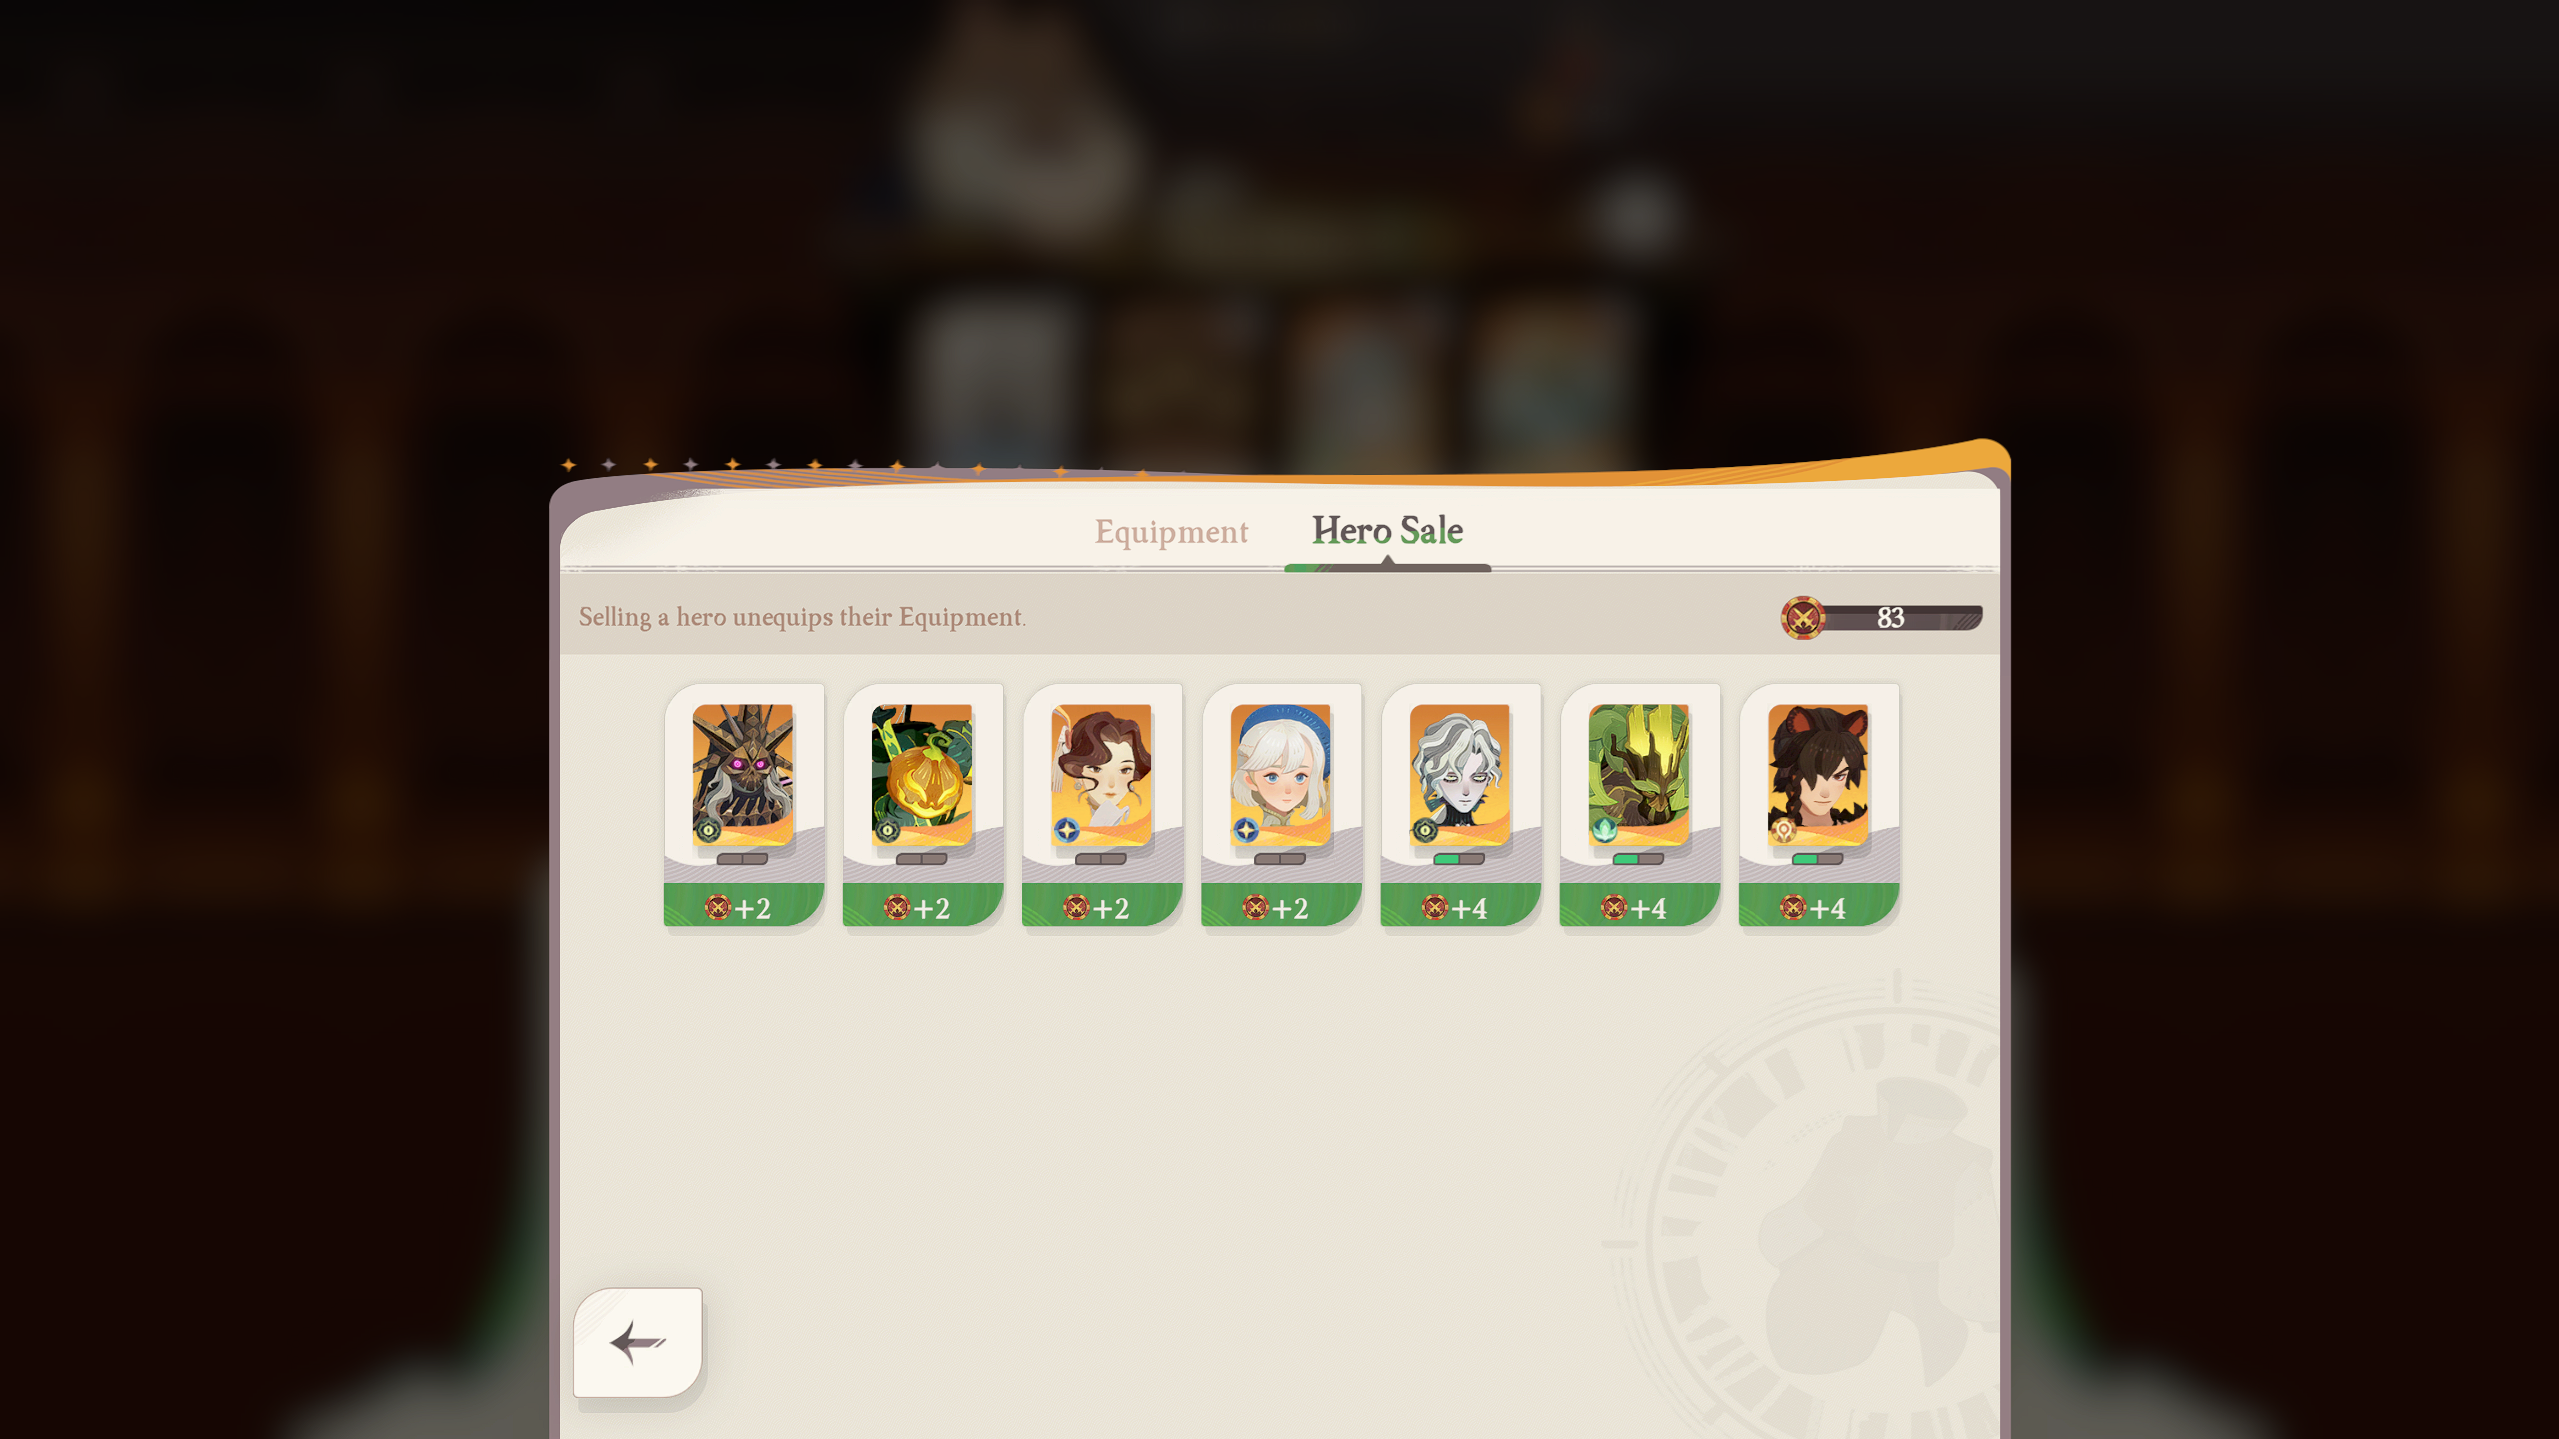 Equipment Hero Sale
Selling a hero unequips their Equipment.
83
+2 +2 +2 +2 +4 +4 +4